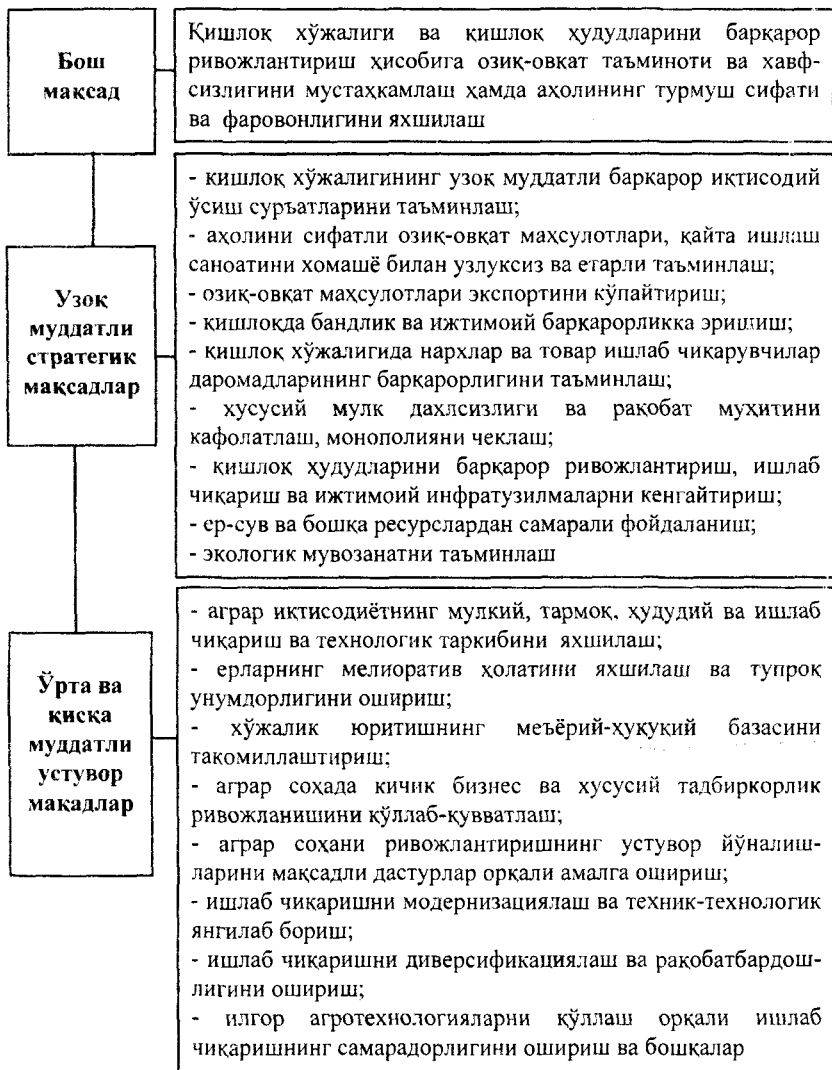 Бош
мақсад
Қишлоқ хўжалиги ва қишлоқ ҳудудларини барқарор
ривожлантириш ҳисобига озиқ-овкат таъминоти ва хавф-
сизлигини мустаҳкамлаш ҳамда аҳолининг турмуш сифати
ва фаровонлигини яхшилаш
Узоқ
муддатли
стратегик
мақсадлар
- кишлоқ хўжалигининг узоқ муддатли барқарор иқтисодий
ўсиш суръатларини таъминлаш;
- аҳолини сифатли озиқ-овқат маҳсулотлари, қайта ишлаш
саноатини хомашё билан узлуксиз ва етарли таъминлаш;
- озиқ-овқат маҳсулотлари экспортини кўпайтириш;
- қишлоқда бандлик ва ижтимоий барқарорликка эришиш;
- қишлоқ хўжалигида нархлар ва товар ишлаб чиқарувчилар
даромадларининг барқарорлигини таъминлаш;
- хусусий мулк дахлсизлиги ва рақобат муҳитини
кафолатлаш, монополияни чеклаш;
- қишлоқ ҳудудларини барқарор ривожлантириш, ишлаб
чиқариш ва ижтимоий инфратузилмаларни кенгайтириш;
- ер-сув ва бошқа ресурслардан самарали фойдаланиш;
- экологик мувозанатни таъминлаш
Ўрта ва
қисқа
муддатли
устувор
мақадлар
- аграр иқтисодиётнинг мулкий, тармоқ, ҳудудий ва ишлаб
чиқариш ва технологик таркибини яхшилаш;
- ерларнинг мелиоратив ҳолатини яхшилаш ва тупроқ
унумдорлигини ошириш;
- хўжалик юритишнинг меъёрий-ҳуқуқий базасини
такомиллаштириш;
- аграр соҳада кичик бизнес ва хусусий тадбиркорлик
ривожланишини қўллаб-қувватлаш;
- аграр соҳани ривожлантиришнинг устувор йўналиш-
ларини мақсадли дастурлар орқали амалга ошириш;
- ишлаб чиқаришни модернизациялаш ва техник-технологик
янгилаб бориш;
- ишлаб чиқаришни диверсификациялаш ва рақобатбардош-
лигини ошириш;
- илгор агротехнологияларни қўллаш орқали ишлаб
чиқаришнинг самарадорлигини ошириш ва бошқалар